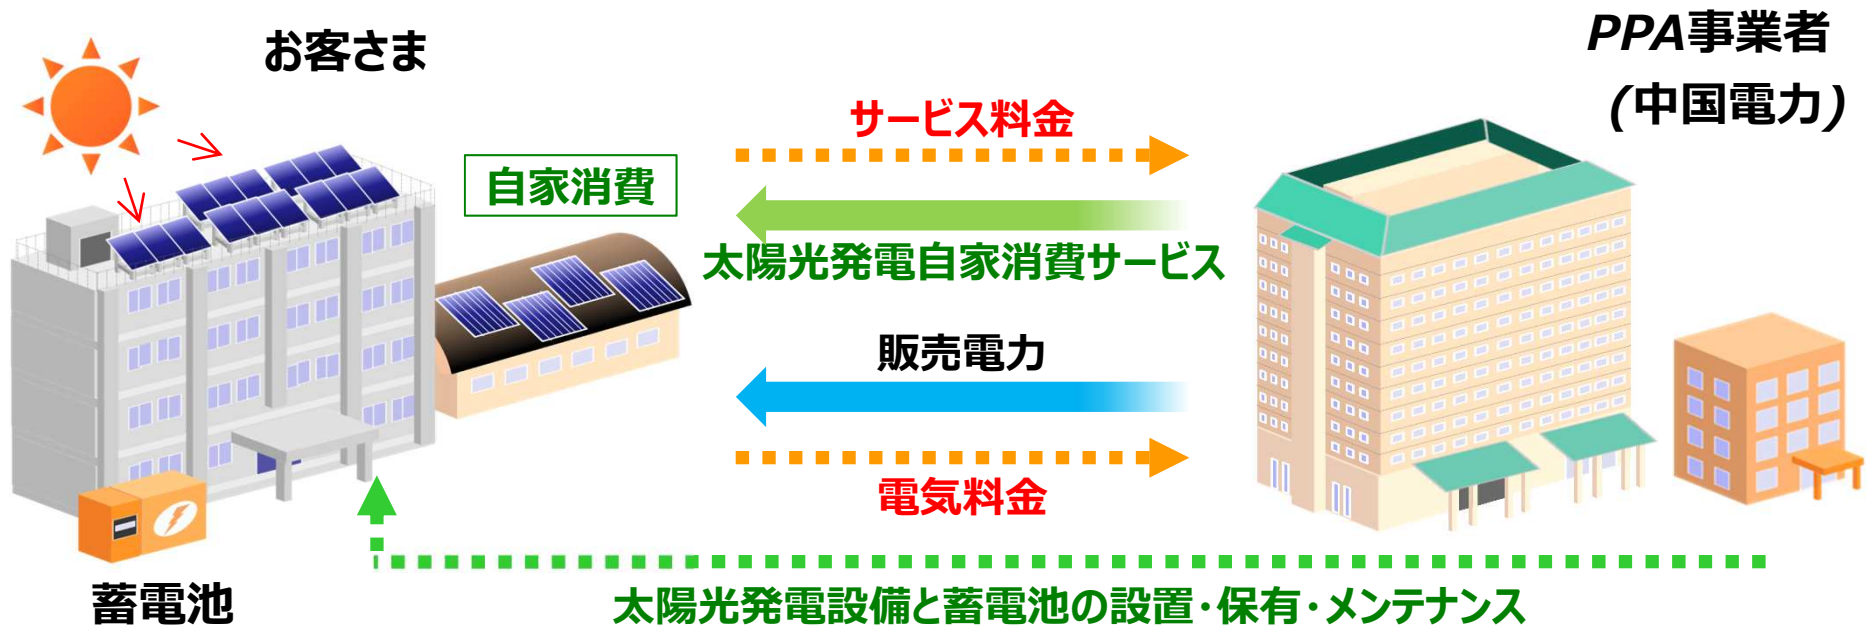 お客さま
PPA事業者
(中国電力)
サービス料金
自家消費
太陽光発電自家消費サービス
販売電力
電気料金
蓄電池
太陽光発電設備と蓄電池の設置・保有・メンテナンス